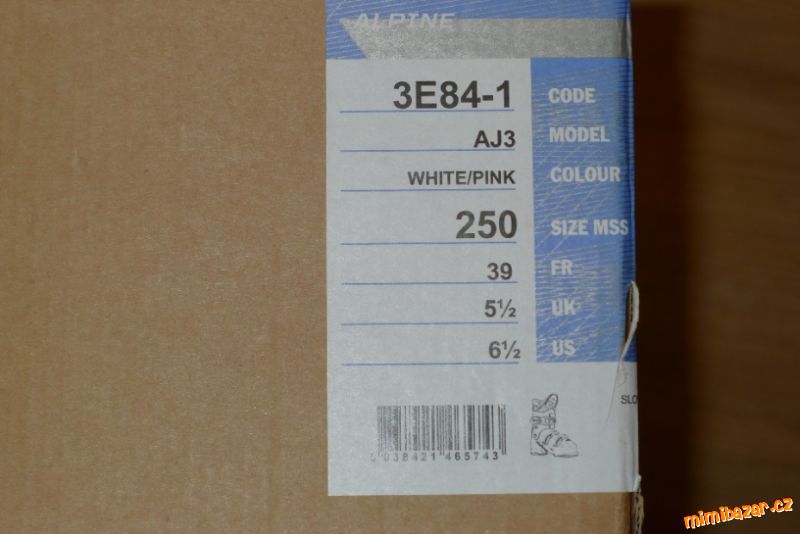 ALPINE
3E84-1 CODE
AJ3 MODEL
WHITE/PINK COLOUR
250 SIZE MSS
39 FR
5½ UK
6½ US
SLO
038421 465743
mimibazar.cz